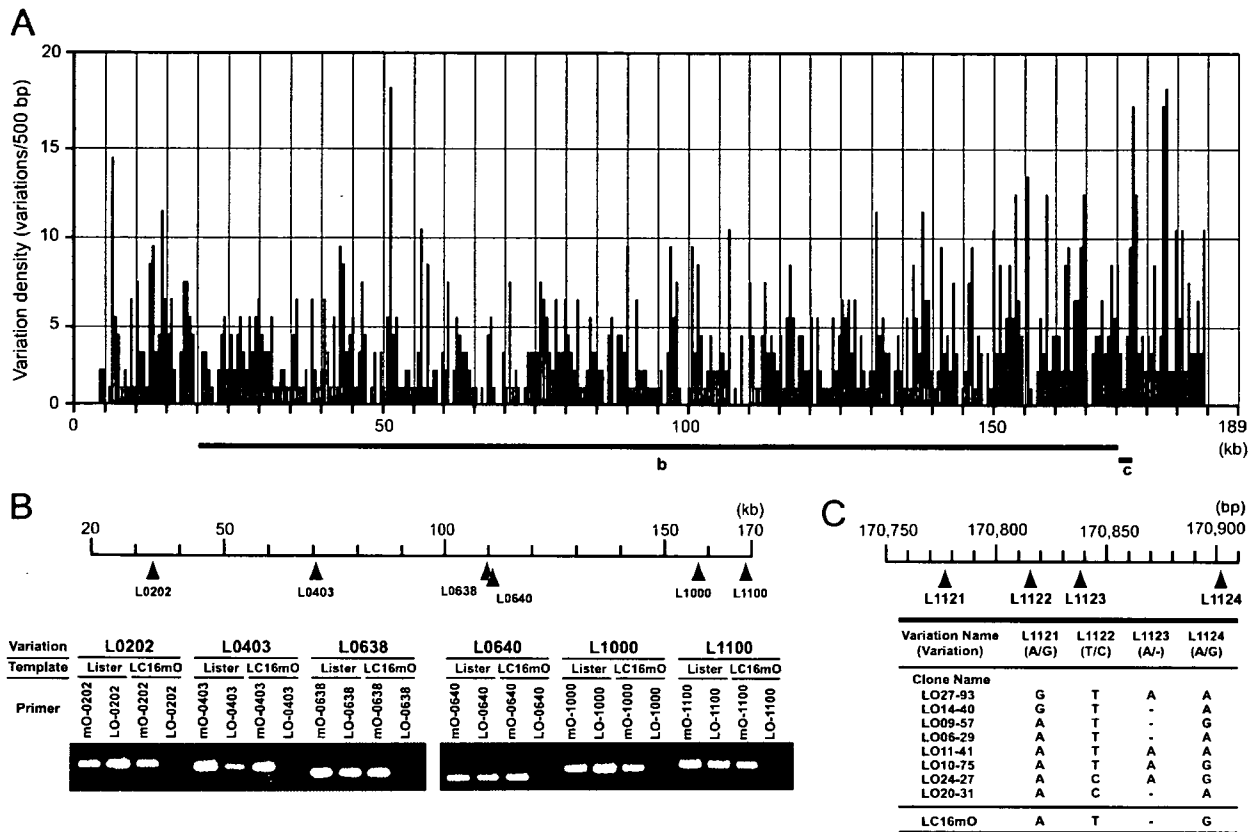 A
Variation density (variations/500 bp)
20
15
10
5
0
0 50 100 150 189
(kb)
b
c
B
(kb)
20 50 100 150 170
L0202 L0403 L0638 L0640 L1000 L1100
Variation L0202 L0403 L0638 L0640 L1000 L1100
Template Lister LC16mO Lister LC16mO Lister LC16mO Lister LC16mO Lister LC16mO Lister LC16mO
Primer mO-0202 LO-0202 mO-0202 LO-0202 mO-0403 LO-0403 mO-0403 LO-0403 mO-0638 LO-0638 mO-0638 LO-0638 mO-0640 LO-0640 mO-0640 LO-0640 mO-1000 LO-1000 mO-1000 LO-1000 mO-1100 LO-1100 mO-1100 LO-1100
C
(bp)
170,750 170,816 170,850 170,900
L1121 L1122 L1123 L1124
Variation Name L1121 L1122 L1123 L1124
(Variation) (A/G) (T/C) (A/-) (A/G)
Clone Name
LO27-93 G T A A
LO14-40 G T - A
LO09-57 A T - G
LO06-29 A T - A
LO11-41 A T A A
LO10-75 A T A G
LO24-27 A C A G
LO20-31 A C - A
LC16mO A T - G